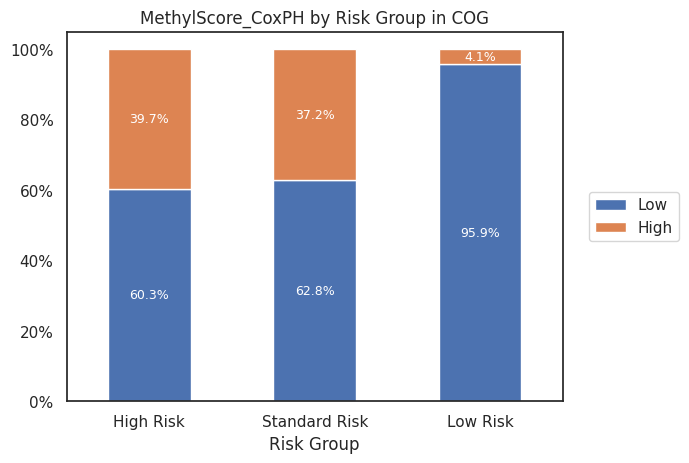 MethylScore_CoxPH by Risk Group in COG
100%
80%
60%
40%
20%
0%
39.7%
37.2%
4.1%
60.3%
62.8%
95.9%
Low
High
High Risk
Standard Risk
Low Risk
Risk Group